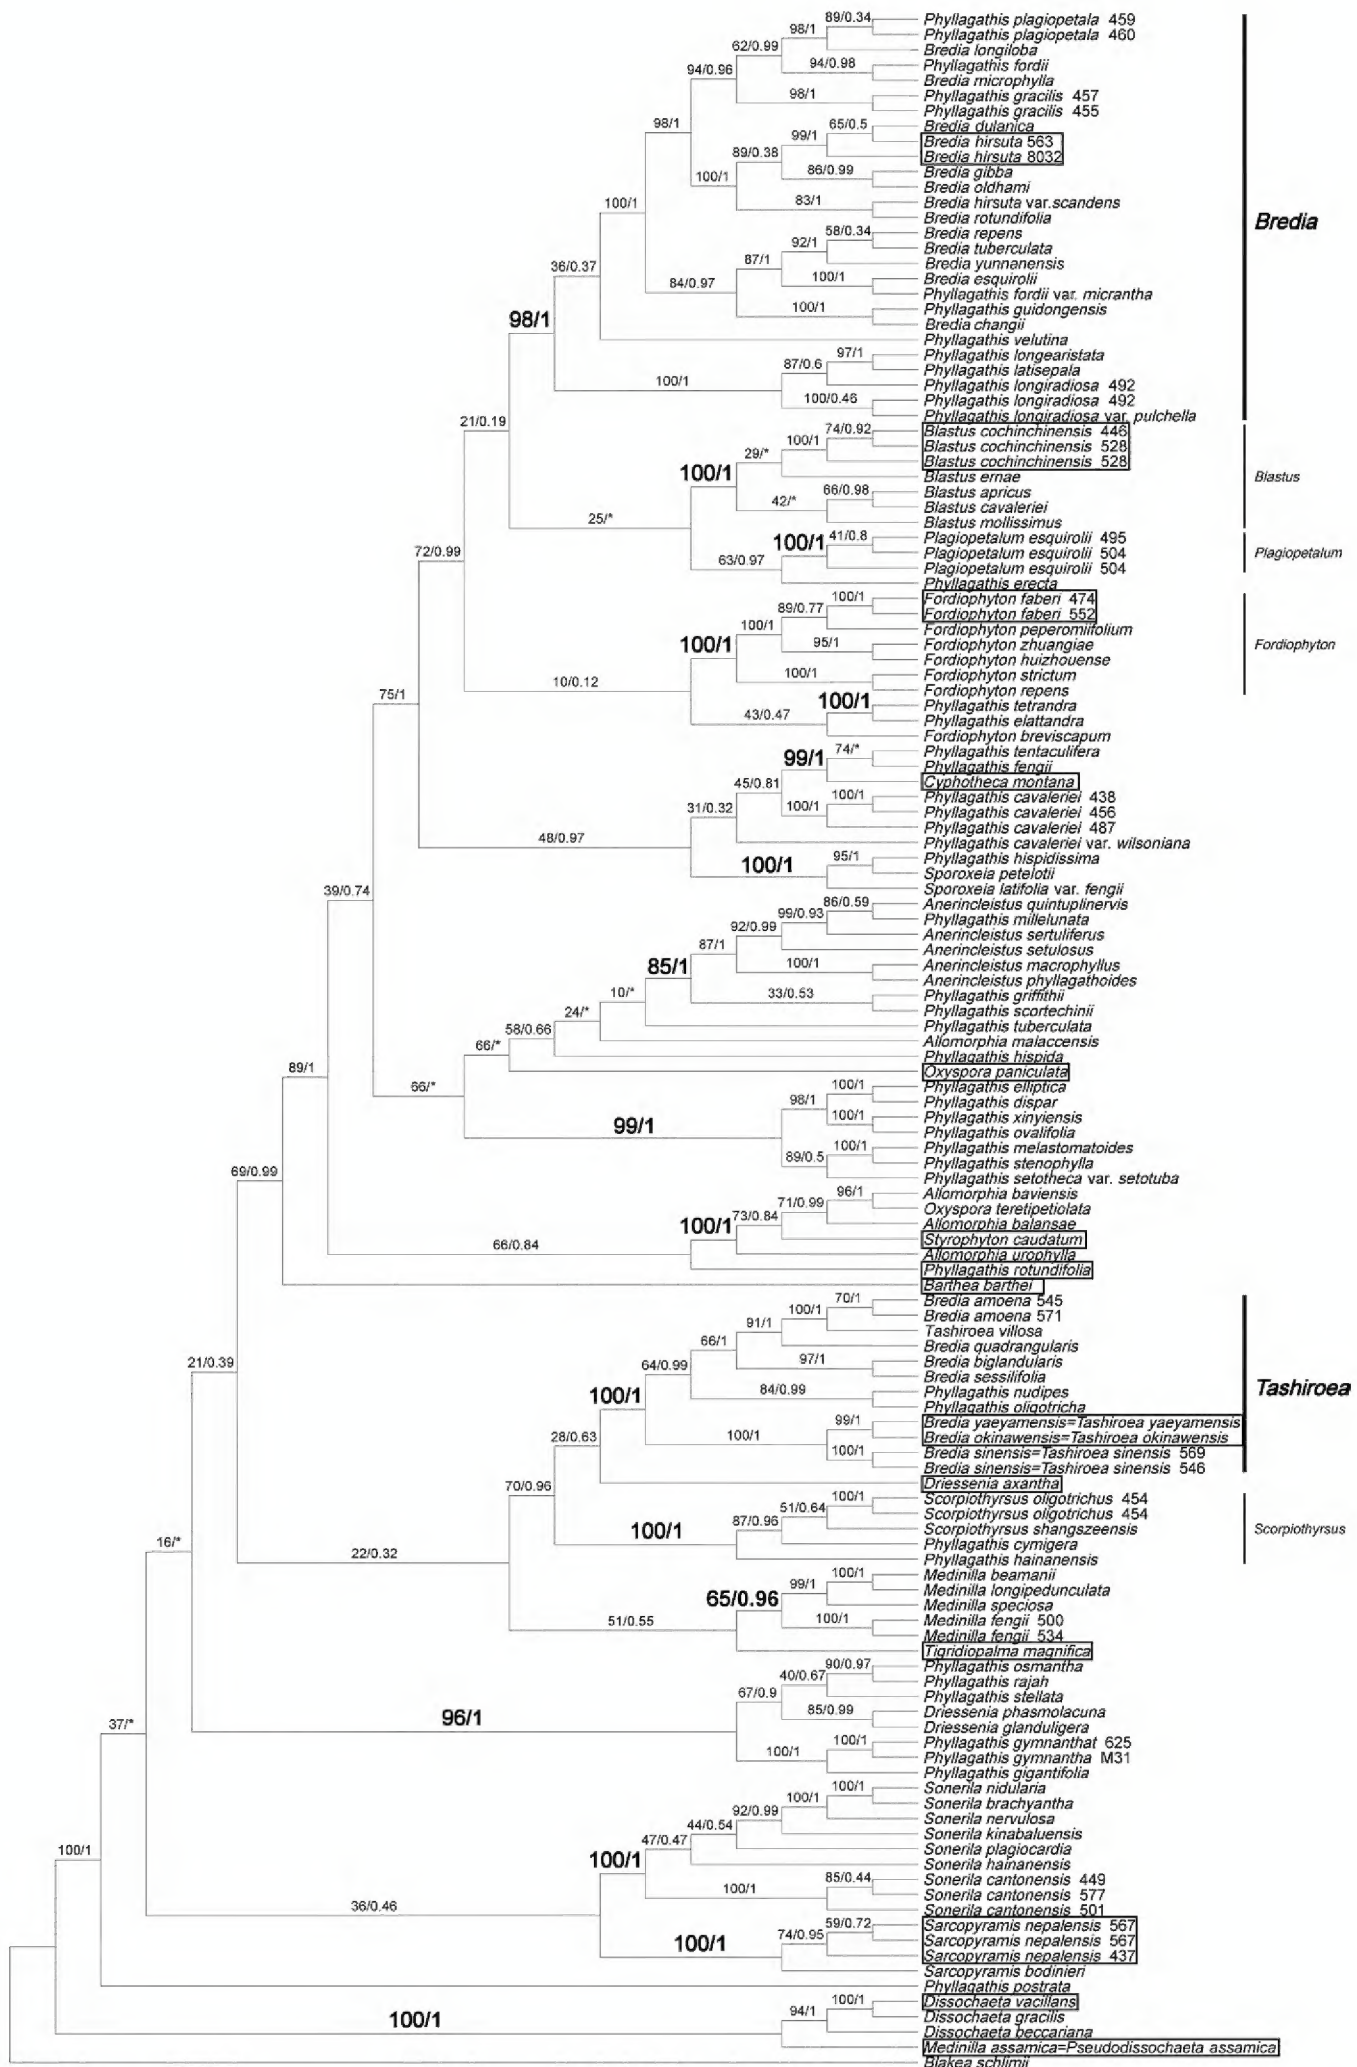 89/0.34 Phyllagathis plagiopetala 459
98/1 Phyllagathis plagiopetala 460
62/0.99 Bredia longiloba
94/0.98 Phyllagathis fordii
94/0.96 Bredia microphylla
98/1 Phyllagathis gracilis 457
Phyllagathis gracilis 455
98/1 65/0.5 Bredia dulanica
99/1 Bredia hirsuta 563
89/0.38 Bredia hirsuta 8032
86/0.99 Bredia gibba
100/1 Bredia oldhami
83/1 Bredia hirsuta var.scandens
100/1 Bredia rotundifolia
Bredia
58/0.34 Bredia repens
92/1 Bredia tuberculata
87/1 Bredia yunnanensis
36/0.37 100/1 Bredia esquirolii
84/0.97 Phyllagathis fordii var. micrantha
100/1 Phyllagathis guidongensis
98/1 Bredia changii
Phyllagathis velutina
97/1 Phyllagathis longearistata
87/0.6 Phyllagathis latisepala
100/1 Phyllagathis longiradiosa 492
100/0.46 Phyllagathis longiradiosa 492
21/0.19 Phyllagathis longiradiosa var. pulchella
74/0.92 Blastus cochinchinensis 446
100/1 Blastus cochinchinensis 528
29/* Blastus cochinchinensis 528
100/1 Blastus ernae
Blastus
66/0.98 Blastus apricus
42/* Blastus cavaleriei
25/* Blastus mollissimus
41/0.8 Plagiopetalum esquirolii 495
100/1 Plagiopetalum esquirolii 504
Plagiopetalum
72/0.99 63/0.97 Plagiopetalum esquirolii 504
Phyllagathis erecta
100/1 Fordiophyton faberi 474
89/0.77 Fordiophyton faberi 552
100/1 Fordiophyton peperomiifolium
100/1 95/1 Fordiophyton zhuangiae
Fordiophyton
Fordiophyton huizhouense
100/1 Fordiophyton strictum
10/0.12 Fordiophyton repens
75/1 100/1 Phyllagathis tetrandra
43/0.47 Phyllagathis elattandra
Fordiophyton breviscapum
74/* Phyllagathis tentaculifera
99/1 Phyllagathis fengii
45/0.81 Cyphotheca montana
100/1 Phyllagathis cavaleriei 438
31/0.32 100/1 Phyllagathis cavaleriei 456
Phyllagathis cavaleriei 487
48/0.97 Phyllagathis cavaleriei var. wilsoniana
95/1 Phyllagathis hispidissima
100/1 Sporoxeia petelotii
Sporoxeia latifolia var. fengii
39/0.74 86/0.59 Anerincleistus quintuplinervis
99/0.93 Phyllagathis millelunata
92/0.99 Anerincleistus sertuliferus
87/1 Anerincleistus setulosus
85/1 100/1 Anerincleistus macrophyllus
Anerincleistus phyllagathoides
10/* 33/0.53 Phyllagathis griffithii
24/* Phyllagathis scortechinii
58/0.66 Phyllagathis tuberculata
66/* Allomorphia malaccensis
Phyllagathis hispida
89/1 Oxyspora paniculata
66/* 100/1 Phyllagathis elliptica
98/1 Phyllagathis dispar
99/1 100/1 Phyllagathis xinyiensis
Phyllagathis ovalifolia
100/1 Phyllagathis melastomatoides
89/0.5 Phyllagathis stenophylla
69/0.99 Phyllagathis setotheca var. setotuba
96/1 Allomorphia baviensis
71/0.99 Oxyspora teretipetiolata
100/1 73/0.84 Allomorphia balansae
Styrophyton caudatum
66/0.84 Allomorphia urophylla
Phyllagathis rotundifolia
Barthea barthei
70/1 Bredia amoena 545
100/1 Bredia amoena 571
91/1 Tashiroea villosa
66/1 Bredia quadrangularis
97/1 Bredia biglandularis
21/0.39 64/0.99 Bredia sessilifolia
84/0.99 Phyllagathis nudipes
Tashiroea
100/1 Phyllagathis oligotricha
99/1 Bredia yaeyamensis=Tashiroea yaeyamensis
100/1 Bredia okinawensis=Tashiroea okinawensis
28/0.63 100/1 Bredia sinensis=Tashiroea sinensis 569
Bredia sinensis=Tashiroea sinensis 546
Driessenia axantha
70/0.96 100/1 Scorpiothyrsus oligotrichus 454
51/0.64 Scorpiothyrsus oligotrichus 454
87/0.96 Scorpiothyrsus shangszeensis
Scorpiothyrsus
100/1 Phyllagathis cymigera
16/* 22/0.32 Phyllagathis hainanensis
100/1 Medinilla beamanii
99/1 Medinilla longipedunculata
65/0.96 Medinilla speciosa
100/1 Medinilla fengii 500
51/0.55 Medinilla fengii 534
Tigridiopalma magnifica
90/0.97 Phyllagathis osmantha
40/0.67 Phyllagathis rajah
67/0.9 Phyllagathis stellata
85/0.99 Driessenia phasmolacuna
37/* 96/1 Driessenia glanduligera
100/1 Phyllagathis gymnanthat 625
100/1 Phyllagathis gymnantha M31
Phyllagathis gigantifolia
100/1 Sonerila nidularia
100/1 Sonerila brachyantha
92/0.99 Sonerila nervulosa
44/0.54 Sonerila kinabaluensis
47/0.47 Sonerila plagiocardia
100/1 100/1 Sonerila hainanensis
85/0.44 Sonerila cantonensis 449
100/1 Sonerila cantonensis 577
36/0.46 Sonerila cantonensis 501
59/0.72 Sarcopyramis nepalensis 567
74/0.95 Sarcopyramis nepalensis 567
100/1 Sarcopyramis nepalensis 437
Sarcopyramis bodinieri
Phyllagathis postrata
100/1 Dissochaeta vacillans
94/1 Dissochaeta gracilis
100/1 Dissochaeta beccariana
Medinilla assamica=Pseudodissochaeta assamica
Blakea schlimii